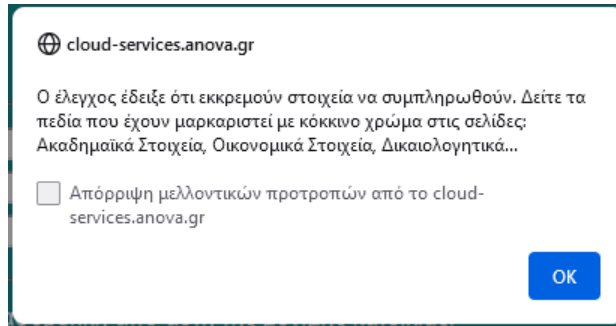 cloud-services.anova.gr
Ο έλεγχος έδειξε ότι εκκρεμούν στοιχεία να συμπληρωθούν. Δείτε τα
πεδία που έχουν μαρκαριστεί με κόκκινο χρώμα στις σελίδες:
Ακαδημαϊκά Στοιχεία, Οικονομικά Στοιχεία, Δικαιολογητικά...
Απόρριψη μελλοντικών προτροπών από το cloud-
services.anova.gr
OK